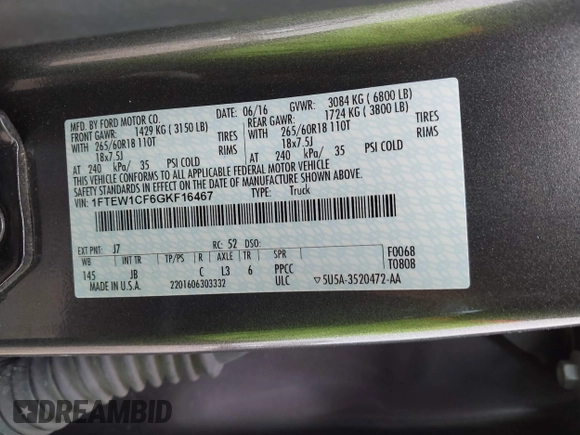 MFD. BY FORD MOTOR CO.
DATE: 06/16 GVWR: 3084 KG ( 6800 LB)
FRONT GAWR: 1429 KG ( 3150 LB)
REAR GAWR: 1724 KG ( 3800 LB)
WITH 265/60R18 110T TIRES
WITH 265/60R18 110T TIRES
18x7.5J RIMS
18x7.5J RIMS
AT 240 kPa/ 35 PSI COLD
AT 240 kPa/ 35 PSI COLD
THIS VEHICLE CONFORMS TO ALL APPLICABLE FEDERAL MOTOR VEHICLE SAFETY
AND THEFT PREVENTION STANDARDS IN EFFECT ON THE DATE OF MANUFACTURE SHOWN ABOVE.
VIN: 1FTEW1CF6GKF16467 TYPE: Truck
EXT PNT: J7 RC: 52 DSO:
WB INT TR TP/PS R A TR SPR
145 JB C L3 6 PPCC
MADE IN U.S.A. 2201606303332 ULC
F0068
T0808
▽5U5A-3520472-AA
DREAMBID